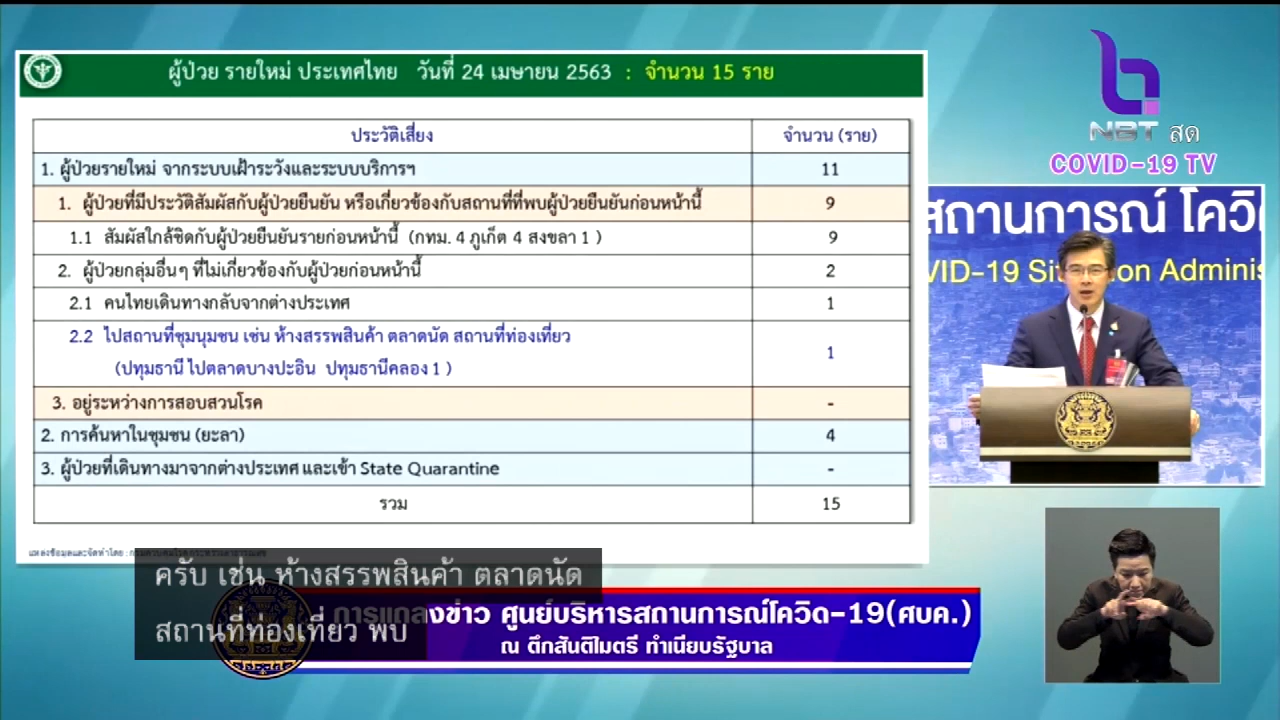 ผู้ป่วย รายใหม่ ประเทศไทย วันที่ 24 เมษายน 2563 : จำนวน 15 ราย
ประวัติเสี่ยง จำนวน (ราย)
1. ผู้ป่วยรายใหม่ จากระบบเฝ้าระวังและระบบบริการฯ 11
1. ผู้ป่วยที่มีประวัติสัมผัสกับผู้ป่วยยืนยัน หรือเกี่ยวข้องกับสถานที่ที่พบผู้ป่วยยืนยันก่อนหน้านี้ 9
1.1 สัมผัสใกล้ชิดกับผู้ป่วยยืนยันรายก่อนหน้านี้ (กทม. 4 ภูเก็ต 4 สงขลา 1 ) 9
2. ผู้ป่วยกลุ่มอื่นๆ ที่ไม่เกี่ยวข้องกับผู้ป่วยก่อนหน้านี้ 2
2.1 คนไทยเดินทางกลับจากต่างประเทศ 1
2.2 ไปสถานที่ชุมนุมชน เช่น ห้างสรรพสินค้า ตลาดนัด สถานที่ท่องเที่ยว
(ปทุมธานี ไปตลาดบางปะอิน ปทุมธานีคลอง 1 ) 1
3. อยู่ระหว่างการสอบสวนโรค -
2. การค้นหาในชุมชน (ยะลา) 4
3. ผู้ป่วยที่เดินทางมาจากต่างประเทศ และเข้า State Quarantine -
รวม 15
NBT สด
COVID-19 TV
สถานการณ์ โควิ
VID-19 Si on Adminis
ครับ เช่น ห้างสรรพสินค้า ตลาดนัด
สถานที่ท่องเที่ยว พบ
การแถลงข่าว ศูนย์บริหารสถานการณ์โควิด-19(ศบค.)
ณ ตึกสันติไมตรี ทำเนียบรัฐบาล